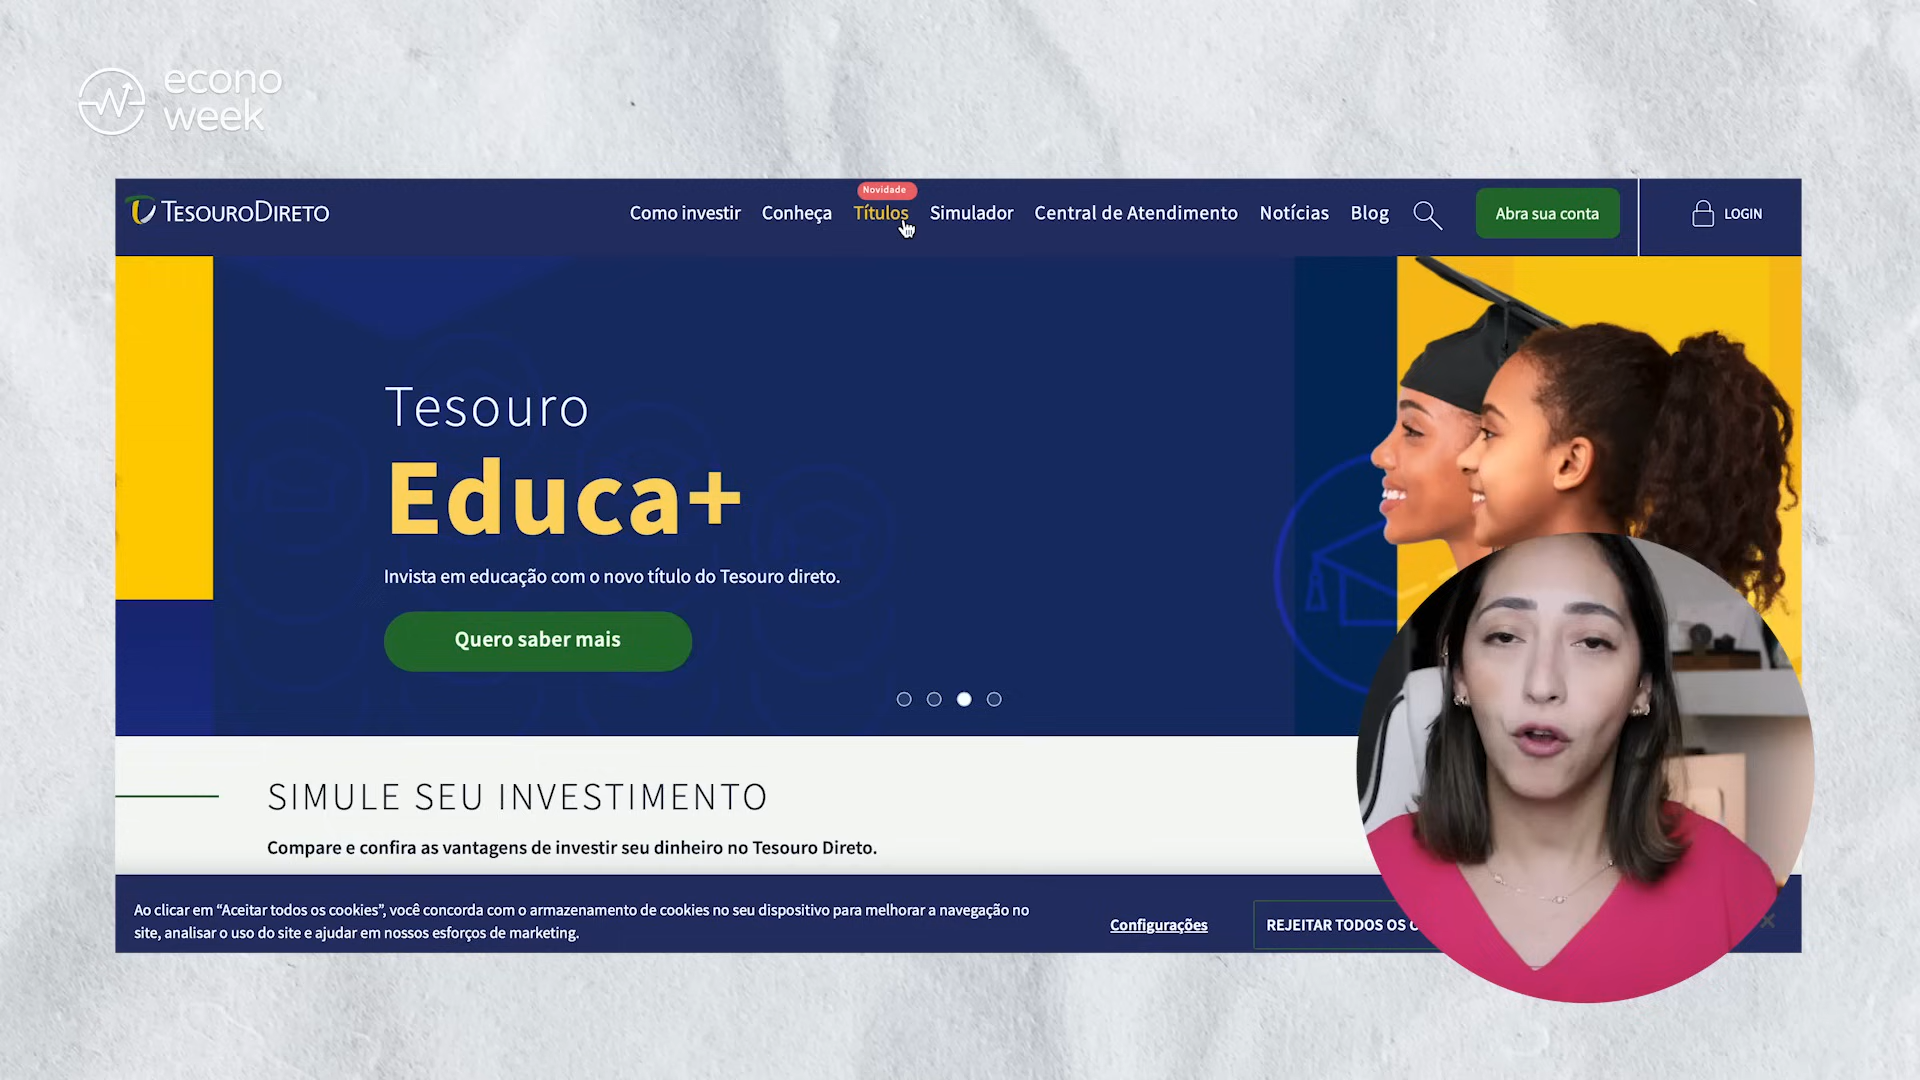 econo
week
TESOURODIRETO
Novidade
Como investir
Conheça
Títulos
Simulador
Central de Atendimento
Notícias
Blog
Abra sua conta
LOGIN
Tesouro
Educa+
Invista em educação com o novo título do Tesouro direto.
Quero saber mais
SIMULE SEU INVESTIMENTO
Compare e confira as vantagens de investir seu dinheiro no Tesouro Direto.
Ao clicar em “Aceitar todos os cookies”, você concorda com o armazenamento de cookies no seu dispositivo para melhorar a navegação no
site, analisar o uso do site e ajudar em nossos esforços de marketing.
Configurações
REJEITAR TODOS OS